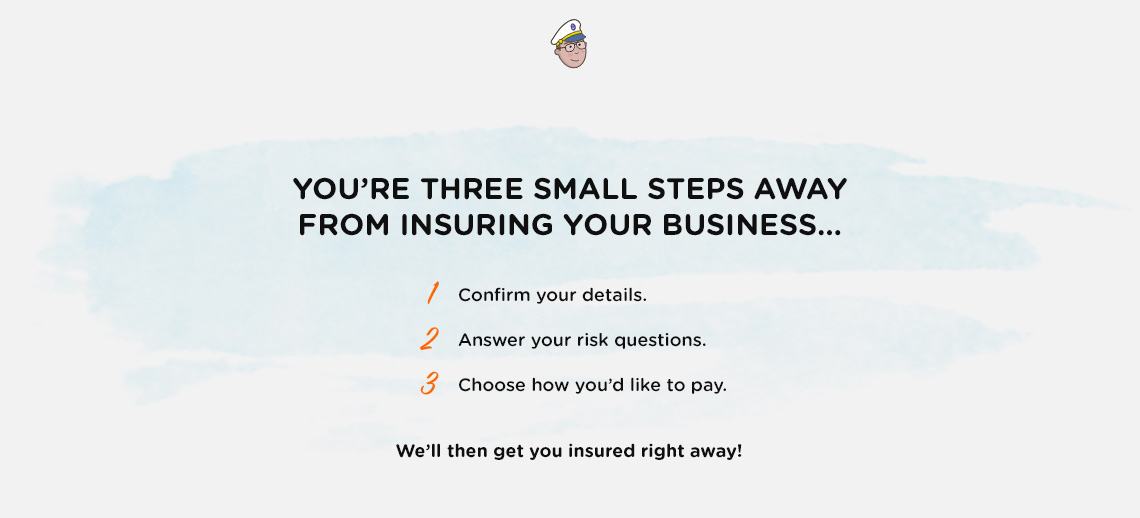 YOU’RE THREE SMALL STEPS AWAY
FROM INSURING YOUR BUSINESS...
1 Confirm your details.
2 Answer your risk questions.
3 Choose how you’d like to pay.
We’ll then get you insured right away!